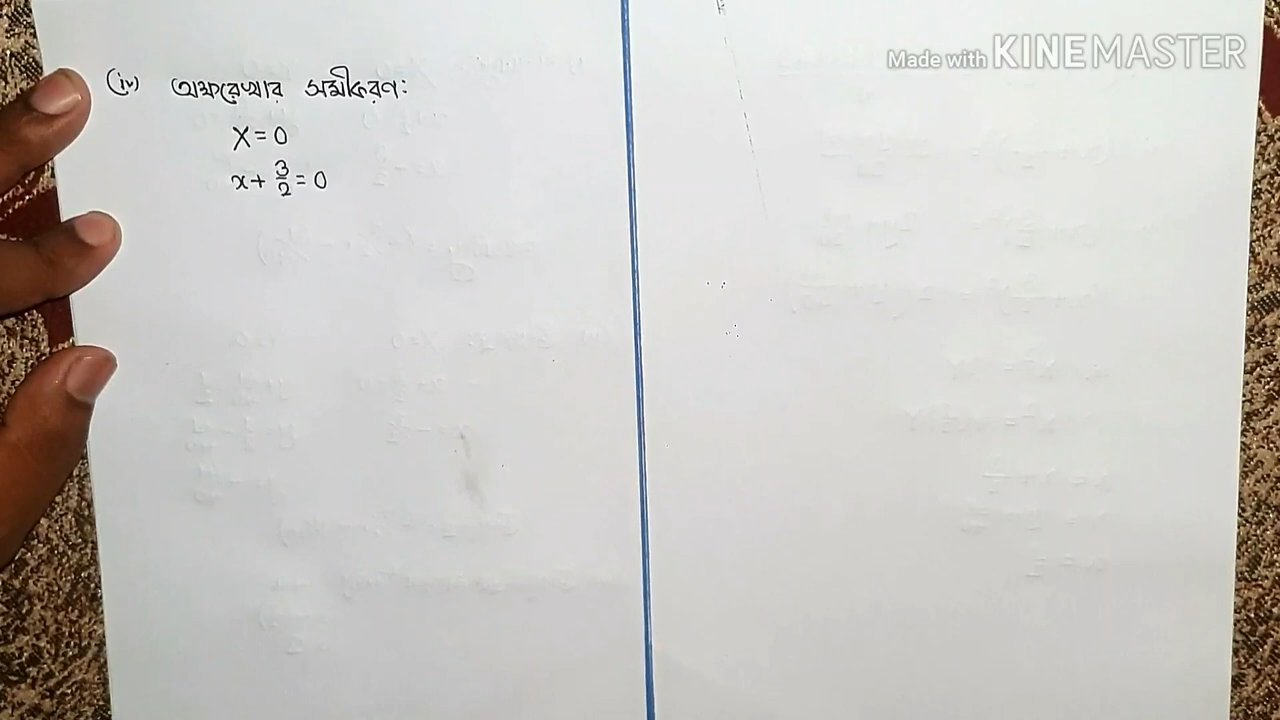 Made with KINEMASTER
(iv) অক্ষরেখার সমীকরণ:
X = 0
x + 3/2 = 0